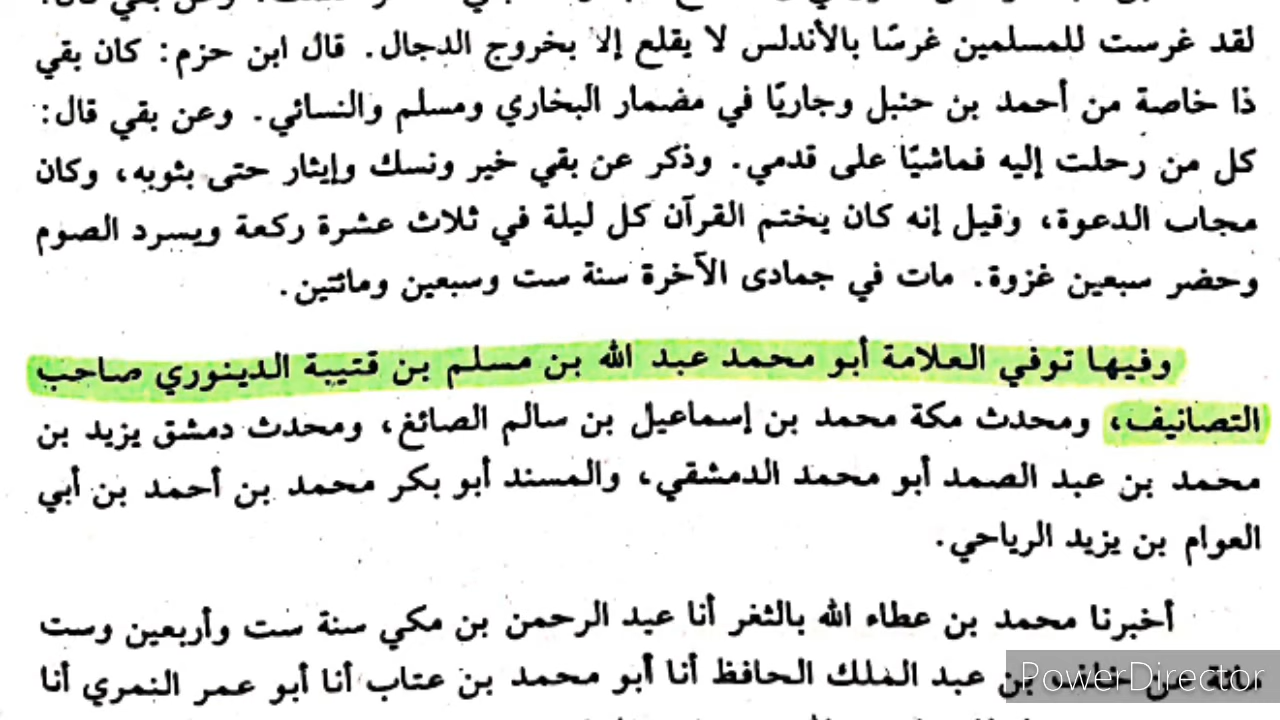 لقد غرست للمسلمين غرسًا بالأندلس لا يقلع إلا بخروج الدجال. قال ابن حزم: كان بقي
ذا خاصة من أحمد بن حنبل وجاريًا في مضمار البخاري ومسلم والنسائي. وعن بقي قال:
كل من رحلت إليه فماشيًا على قدمي. وذكر عن بقي خير ونسك وإيثار حتى بثوبه، وكان
مجاب الدعوة، وقيل إنه كان يختم القرآن كل ليلة في ثلاث عشرة ركعة ويسرد الصوم
وحضر سبعين غزوة. مات في جمادى الآخرة سنة ست وسبعين ومائتين.
وفيها توفي العلامة أبو محمد عبد الله بن مسلم بن قتيبة الدينوري صاحب
التصانيف، ومحدث مكة محمد بن إسماعيل بن سالم الصائغ، ومحدث دمشق يزيد بن
محمد بن عبد الصمد أبو محمد الدمشقي، والمسند أبو بكر محمد بن أحمد بن أبي
العوام بن يزيد الرياحي.
أخبرنا محمد بن عطاء الله بالثغر أنا عبد الرحمن بن مكي سنة ست وأربعين وست
بن عبد الملك الحافظ أنا أبو محمد بن عتاب أنا أبو عمر النمري أنا
PowerDirector